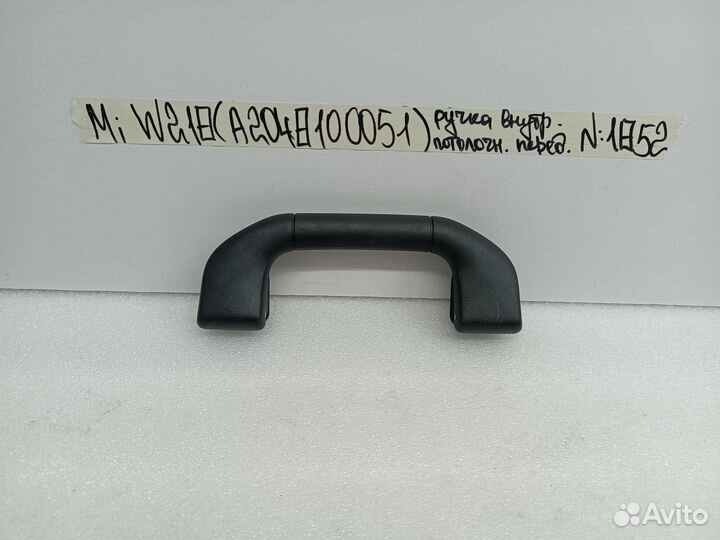 Mi W218 (A2048100051) ручка внутр. потолочн. перед. N:1852
Avito